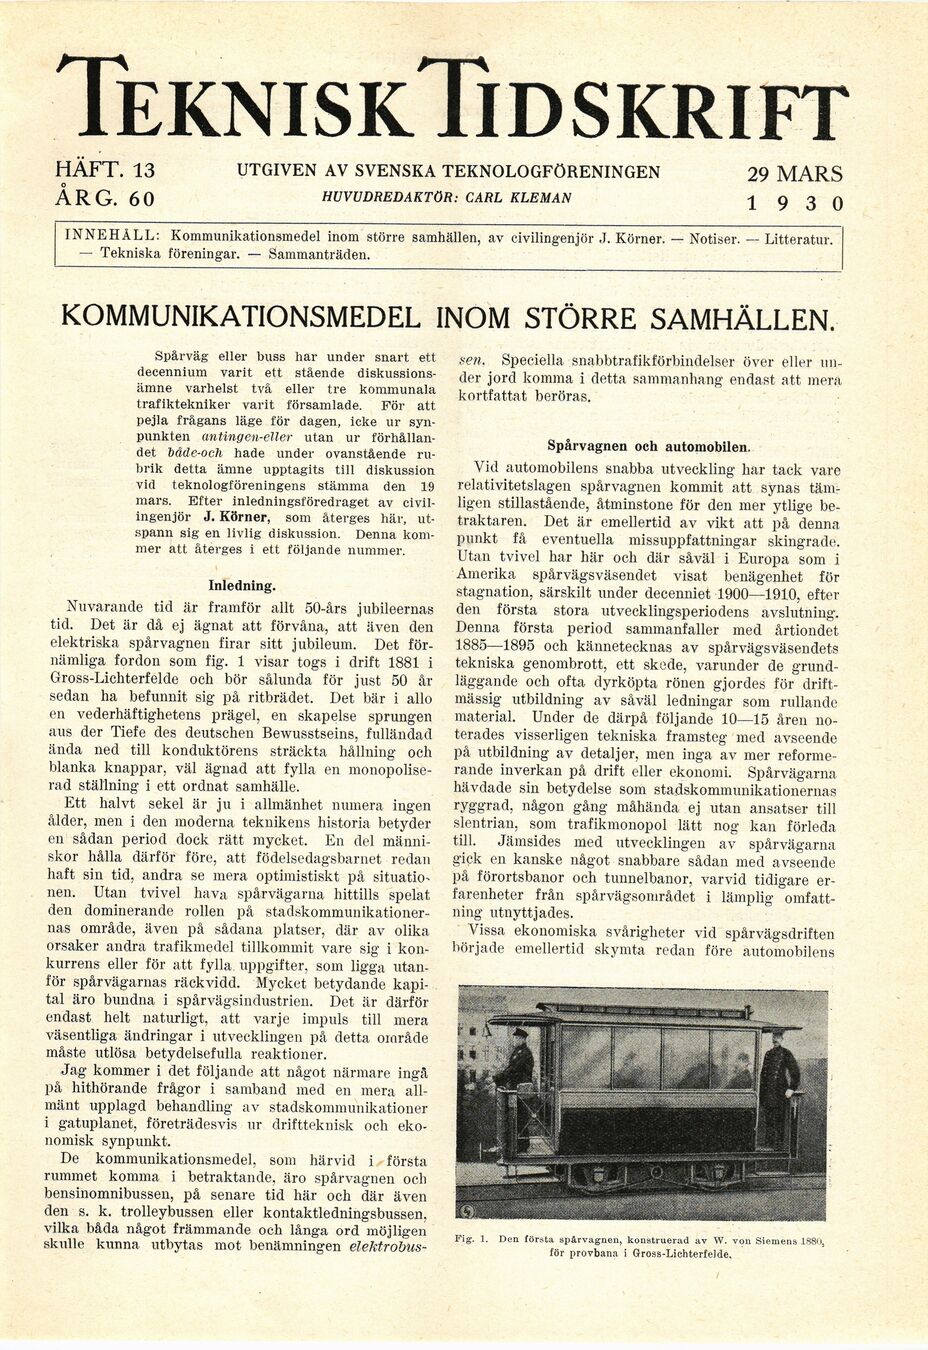 TEKNISK TIDSKRIFT
HÄFT. 13
ÅRG. 60
UTGIVEN AV SVENSKA TEKNOLOGFÖRENINGEN
HUVUDREDAKTÖR: CARL KLEMAN
29 MARS
1 9 3 0
INNEHÅLL: Kommunikationsmedel inom större samhällen, av civilingenjör J. Körner. — Notiser. — Litteratur.
— Tekniska föreningar. — Sammanträden.
KOMMUNIKATIONSMEDEL INOM STÖRRE SAMHÄLLEN.
Spårväg eller buss har under snart ett
decennium varit ett stående diskussions-
ämne varhelst två eller tre kommunala
trafiktekniker varit församlade. För att
pejla frågans läge för dagen, icke ur syn-
punkten antingen-eller utan ur förhållan-
det både-och hade under ovanstående ru-
brik detta ämne upptagits till diskussion
vid teknologföreningens stämma den 19
mars. Efter inledningsföredraget av civil-
ingenjör J. Körner, som återges här, ut-
spann sig en livlig diskussion. Denna kom-
mer att återges i ett följande nummer.
Inledning.
Nuvarande tid är framför allt 50-års jubileernas
tid. Det är då ej ägnat att förvåna, att även den
elektriska spårvagnen firar sitt jubileum. Det för-
nämliga fordon som fig. 1 visar togs i drift 1881 i
Gross-Lichterfelde och bör sålunda för just 50 år
sedan ha befunnit sig på ritbrädet. Det bär i allo
en vederhäftighetens prägel, en skapelse sprungen
aus der Tiefe des deutschen Bewusstseins, fulländad
ända ned till konduktörens sträckta hållning och
blanka knappar, väl ägnad att fylla en monopolise-
rad ställning i ett ordnat samhälle.
Ett halvt sekel är ju i allmänhet numera ingen
ålder, men i den moderna teknikens historia betyder
en sådan period dock rätt mycket. En del männi-
skor hålla därför före, att födelsedagsbarnet redan
haft sin tid, andra se mera optimistiskt på situatio-
nen. Utan tvivel hava spårvägarna hittills spelat
den dominerande rollen på stadskommunikationer-
nas område, även på sådana platser, där av olika
orsaker andra trafikmedel tillkommit vare sig i kon-
kurrens eller för att fylla uppgifter, som ligga utan-
för spårvägarnas räckvidd. Mycket betydande kapi-
tal äro bundna i spårvägsindustrien. Det är därför
endast helt naturligt, att varje impuls till mera
väsentliga ändringar i utvecklingen på detta område
måste utlösa betydelsefulla reaktioner.
Jag kommer i det följande att något närmare ingå
på hithörande frågor i samband med en mera all-
mänt upplagd behandling av stadskommunikationer
i gatuplanet, företrädesvis ur driftteknisk och eko-
nomisk synpunkt.
De kommunikationsmedel, som härvid i första
rummet komma i betraktande, äro spårvagnen och
bensinomnibussen, på senare tid här och där även
den s. k. trolleybussen eller kontaktledningsbussen,
vilka båda något främmande och långa ord möjligen
skulle kunna utbytas mot benämningen elektrobus-
sen. Speciella snabbtrafikförbindelser över eller un-
der jord komma i detta sammanhang endast att mera
kortfattat beröras.
Spårvagnen och automobilen.
Vid automobilens snabba utveckling har tack vare
relativitetslagen spårvagnen kommit att synas täm-
ligen stillastående, åtminstone för den mer ytlige be-
traktaren. Det är emellertid av vikt att på denna
punkt få eventuella missuppfattningar skingrade.
Utan tvivel har här och där såväl i Europa som i
Amerika spårvägsväsendet visat benägenhet för
stagnation, särskilt under decenniet 1900—1910, efter
den första stora utvecklingsperiodens avslutning.
Denna första period sammanfaller med årtiondet
1885—1895 och kännetecknas av spårvägsväsendets
tekniska genombrott, ett skede, varunder de grund-
läggande och ofta dyrköpta rönen gjordes för drift-
mässig utbildning av såväl ledningar som rullande
material. Under de därpå följande 10—15 åren no-
terades visserligen tekniska framsteg med avseende
på utbildning av detaljer, men inga av mer reforme-
rande inverkan på drift eller ekonomi. Spårvägarna
hävdade sin betydelse som stadskommunikationernas
ryggrad, någon gång måhända ej utan ansatser till
slentrian, som trafikmonopol lätt nog kan förleda
till. Jämsides med utvecklingen av spårvägarna
gick en kanske något snabbare sådan med avseende
på förortsbanor och tunnelbanor, varvid tidigare er-
farenheter från spårvägsområdet i lämplig omfatt-
ning utnyttjades.
Vissa ekonomiska svårigheter vid spårvägsdriften
började emellertid skymta redan före automobilens
Fig. 1. Den första spårvagnen, konstruerad av W. von Siemens 1880,
för provbana i Gross-Lichterfelde.